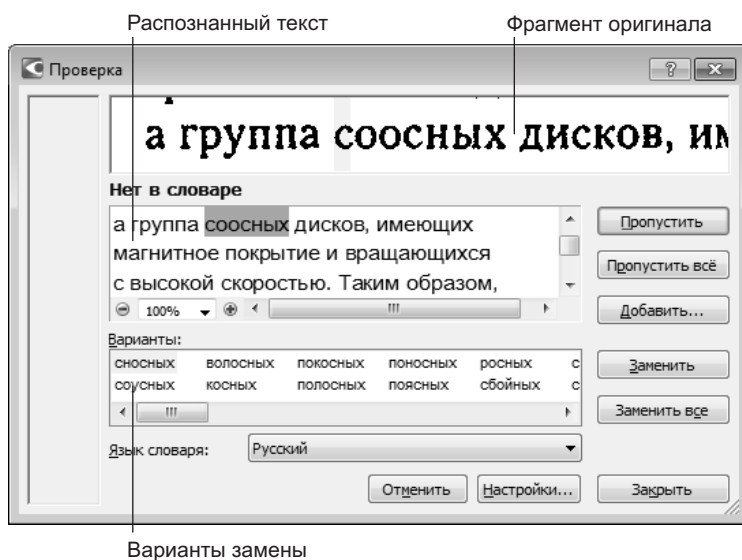 Распознанный текст
Фрагмент оригинала
Проверка
а группа соосных дисков, им
Нет в словаре
а группа соосных дисков, имеющих
магнитное покрытие и вращающихся
с высокой скоростью. Таким образом,
100%
Пропустить
Пропустить всё
Добавить...
Варианты:
сносных волосных покосных поносных росных с
соусных косных полосных поясных сбойных с
Заменить
Заменить все
Язык словаря: Русский
Отменить Настройки... Закрыть
Варианты замены